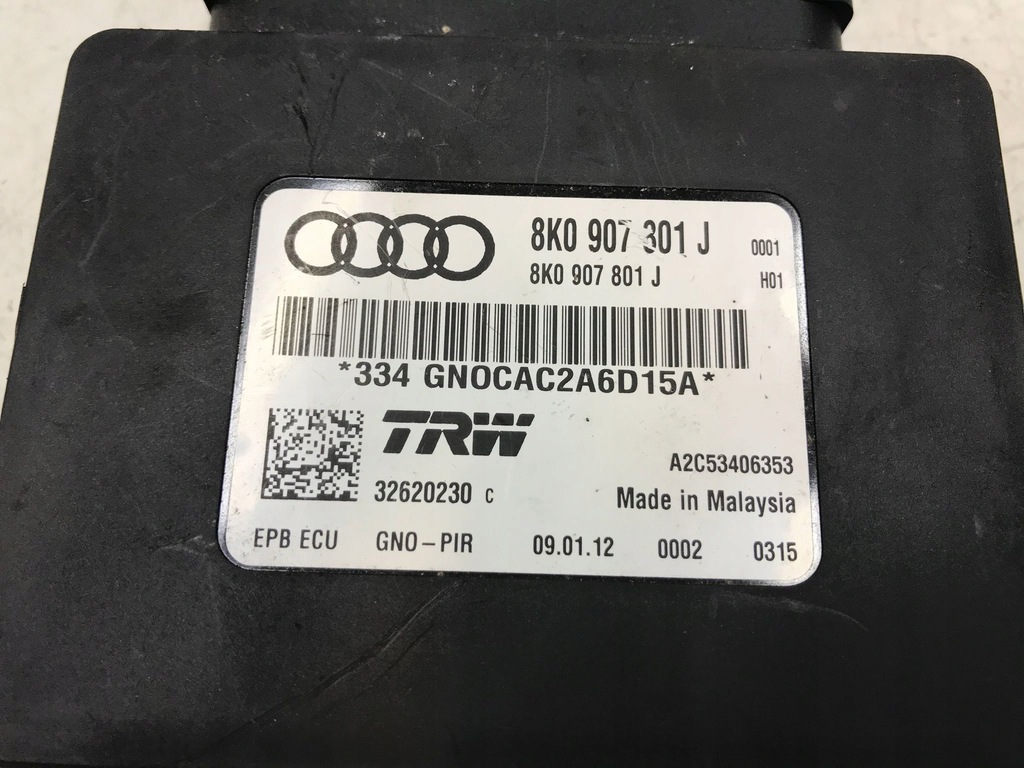 8K0 907 801 J 0001
8K0 907 801 J H01
*334 GNOCAC2A6D15A*
TRW
A2C53406353
32620230 C
Made in Malaysia
EPB ECU GNO-PIR 09.01.12 0002 0315